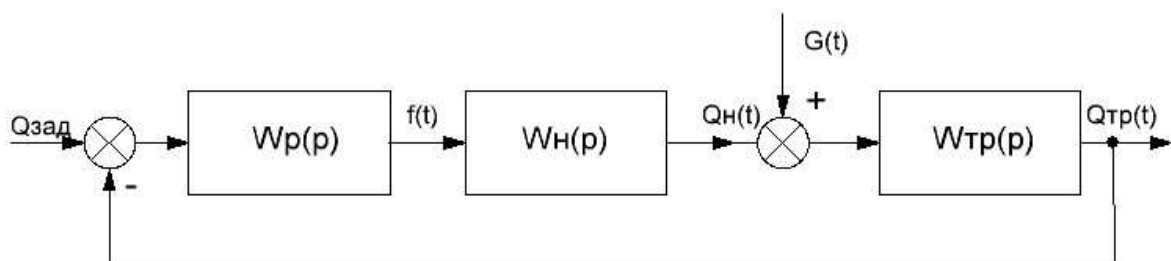 G(t)
Qзад
Wр(р)
f(t)
Wн(р)
Qн(t)
+
Wтр(р)
Qтр(t)
-